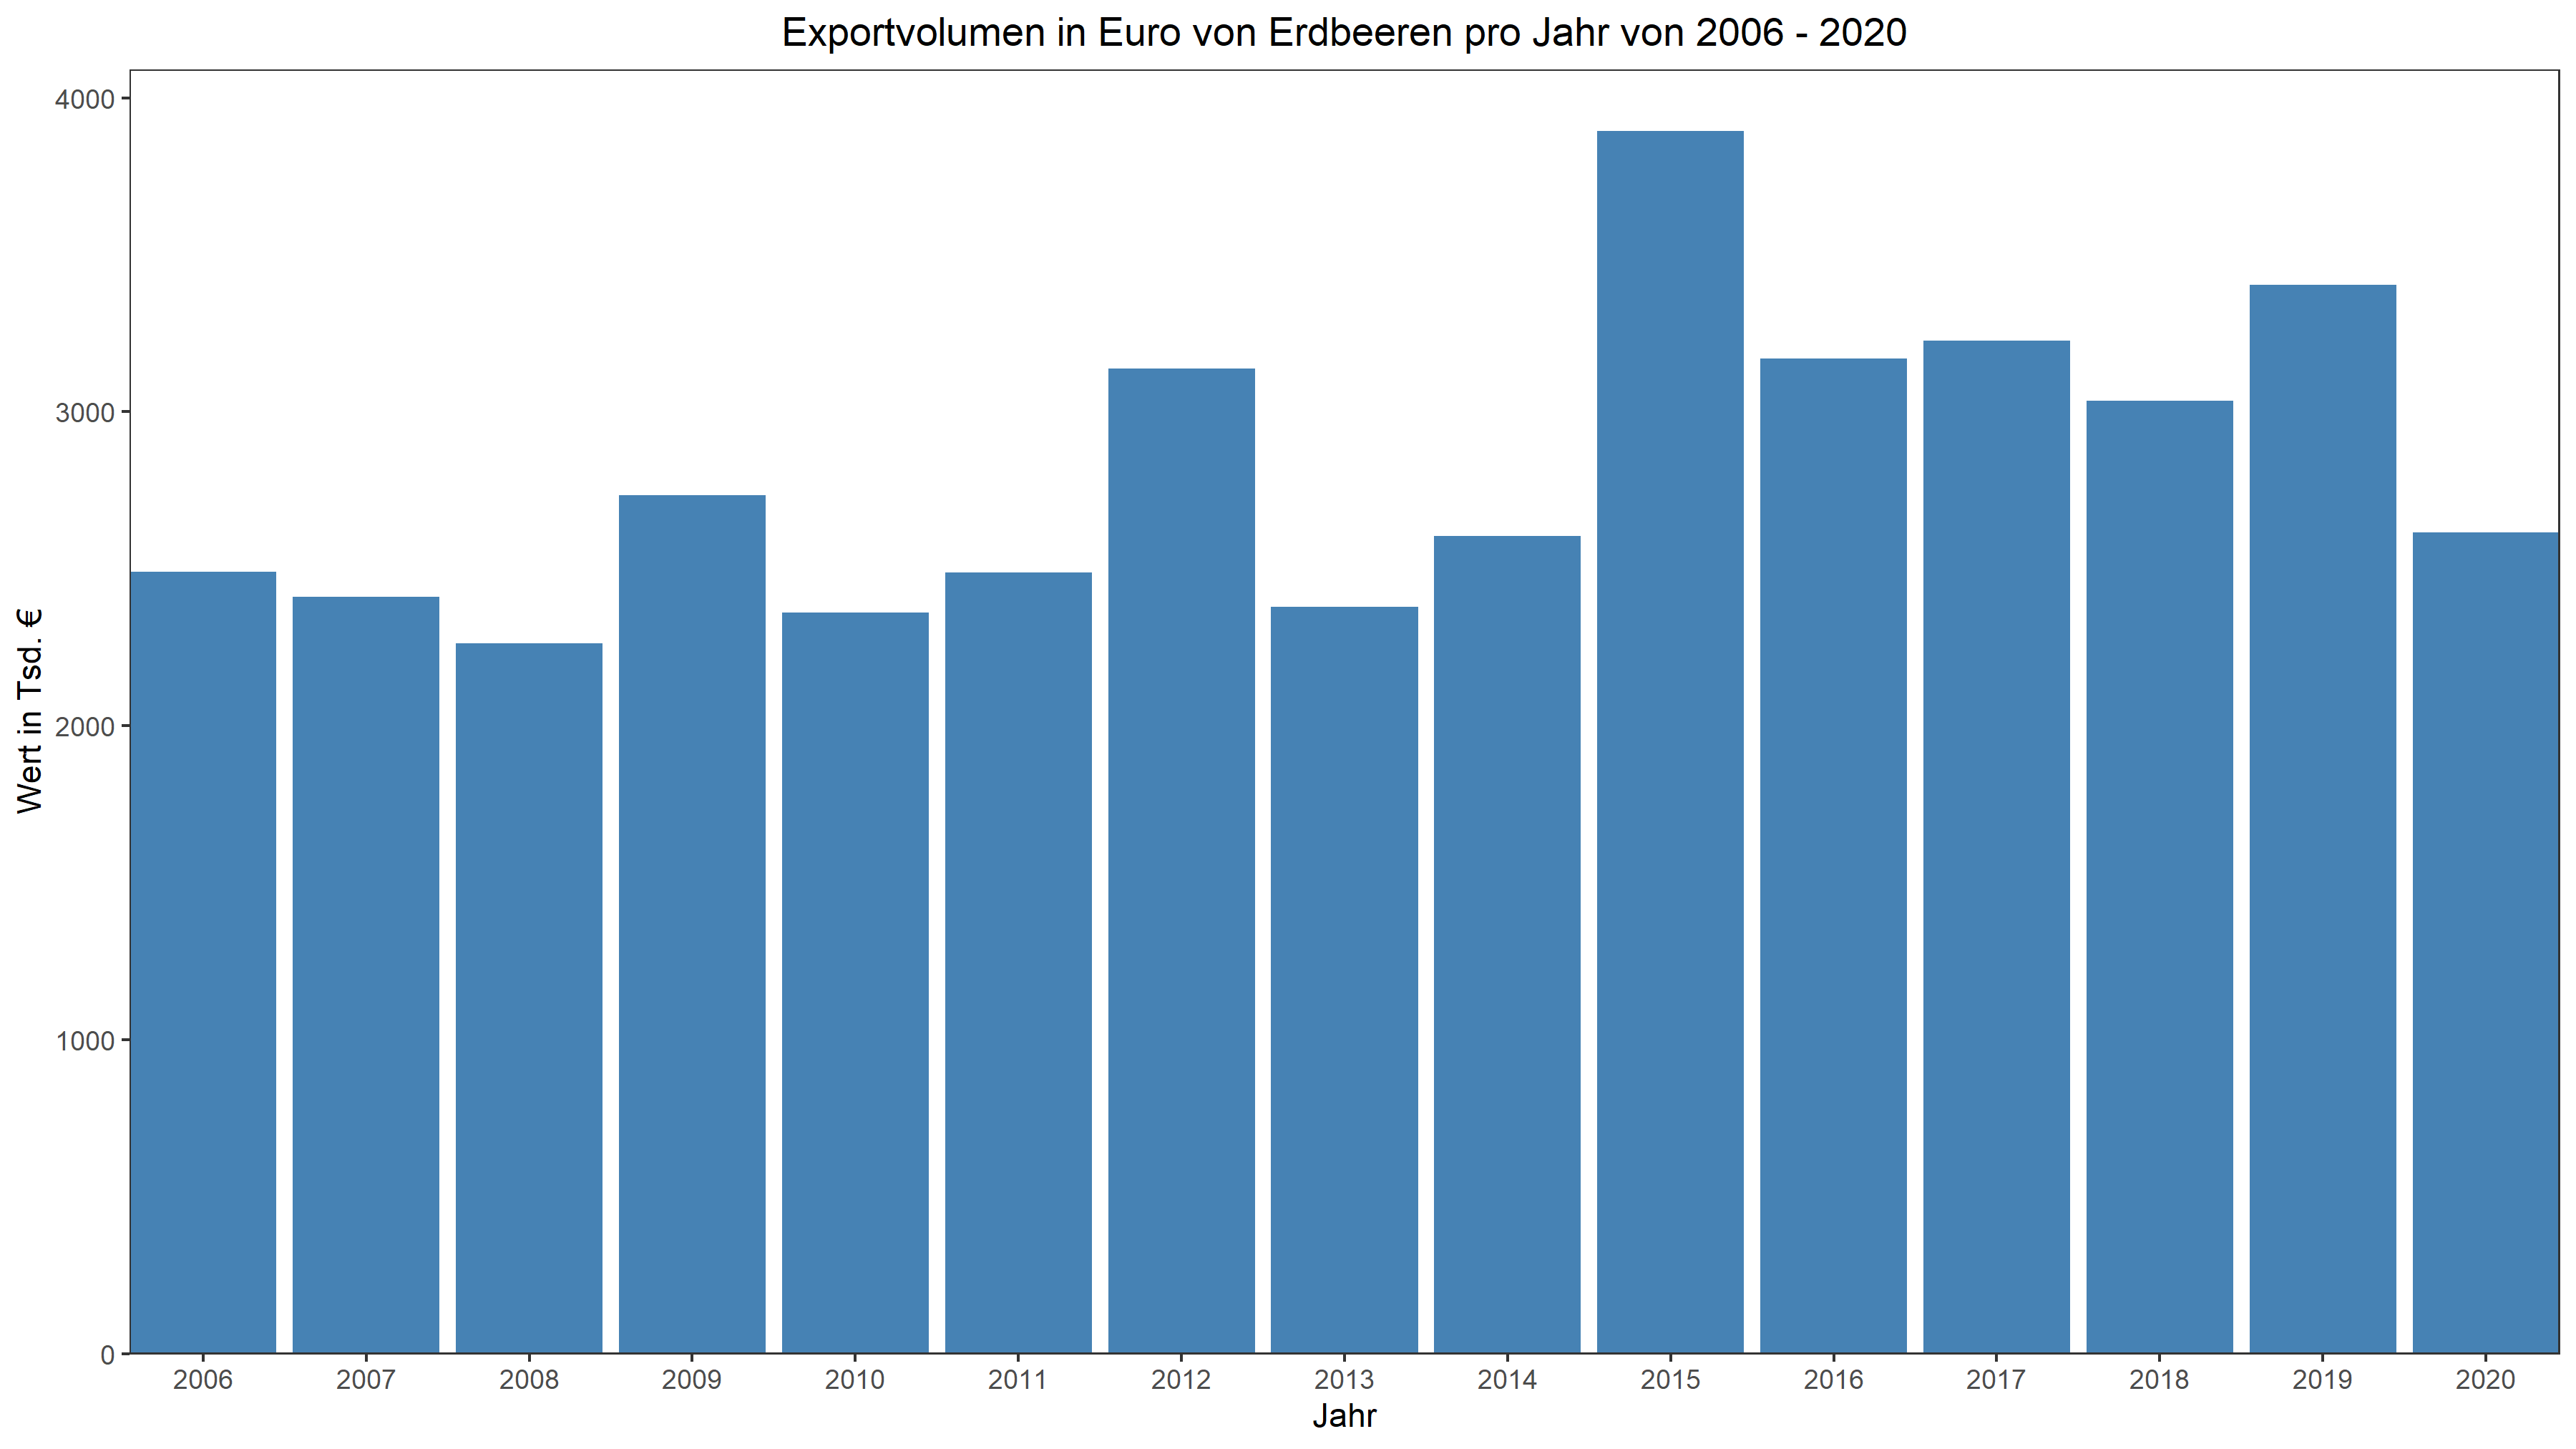 Exportvolumen in Euro von Erdbeeren pro Jahr von 2006 - 2020
Wert in Tsd. €
4000
3000
2000
1000
0
2006 2007 2008 2009 2010 2011 2012 2013 2014 2015 2016 2017 2018 2019 2020
Jahr